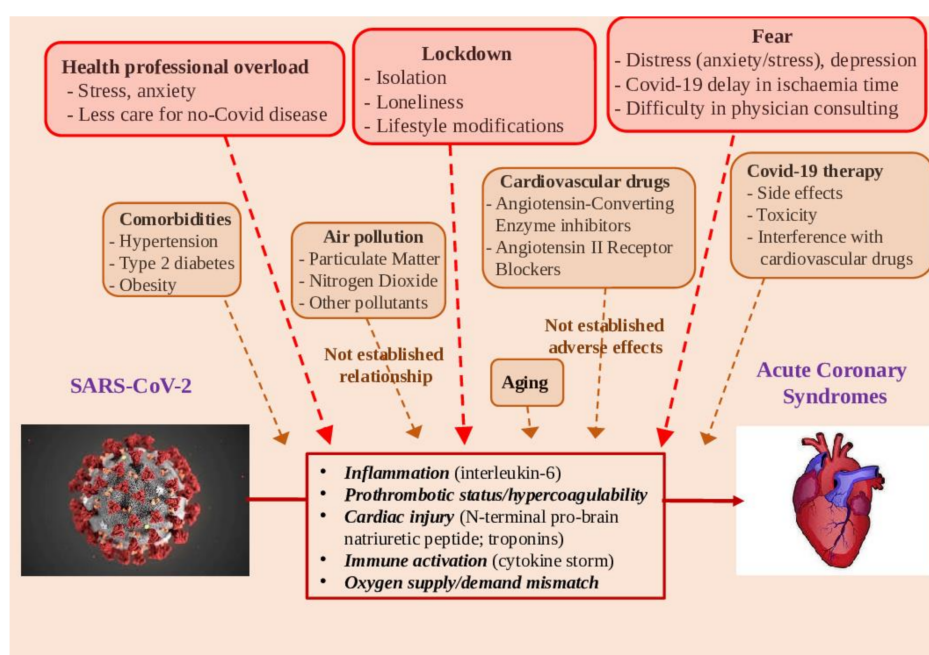 Health professional overload
- Stress, anxiety
- Less care for no-Covid disease
Lockdown
- Isolation
- Loneliness
- Lifestyle modifications
Fear
- Distress (anxiety/stress), depression
- Covid-19 delay in ischaemia time
- Difficulty in physician consulting
Comorbidities
- Hypertension
- Type 2 diabetes
- Obesity
Air pollution
- Particulate Matter
- Nitrogen Dioxide
- Other pollutants
Cardiovascular drugs
- Angiotensin-Converting
Enzyme inhibitors
- Angiotensin II Receptor
Blockers
Covid-19 therapy
- Side effects
- Toxicity
- Interference with
cardiovascular drugs
Not established
relationship
Not established
adverse effects
Aging
SARS-CoV-2
Acute Coronary
Syndromes
• Inflammation (interleukin-6)
• Prothrombotic status/hypercoagulability
• Cardiac injury (N-terminal pro-brain
natriuretic peptide; troponins)
• Immune activation (cytokine storm)
• Oxygen supply/demand mismatch